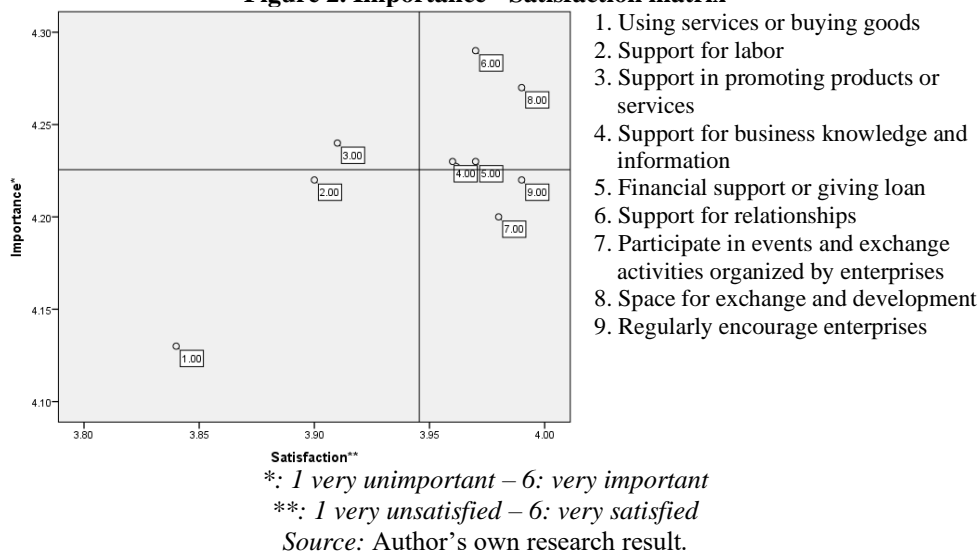 Figure 2. Importance - Satisfaction matrix
4.30
4.25
4.20
4.15
4.10
Importance*
6.00
8.00
3.00
4.00
5.00
2.00
9.00
7.00
1.00
3.80
3.85
3.90
3.95
4.00
Satisfaction**
1. Using services or buying goods
2. Support for labor
3. Support in promoting products or
services
4. Support for business knowledge and
information
5. Financial support or giving loan
6. Support for relationships
7. Participate in events and exchange
activities organized by enterprises
8. Space for exchange and development
9. Regularly encourage enterprises
*: 1 very unimportant – 6: very important
**: 1 very unsatisfied – 6: very satisfied
Source: Author's own research result.